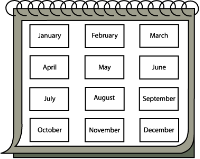 January February March
April May June
July August September
October November December